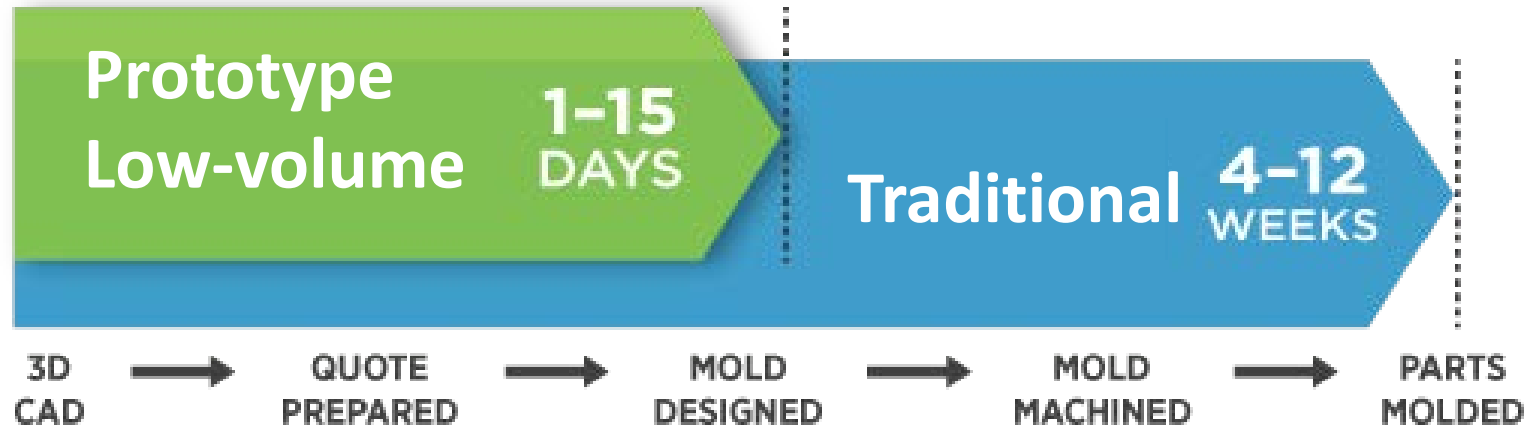 Prototype
Low-volume
1–15
DAYS
Traditional
4–12
WEEKS
3D
CAD
QUOTE
PREPARED
MOLD
DESIGNED
MOLD
MACHINED
PARTS
MOLDED